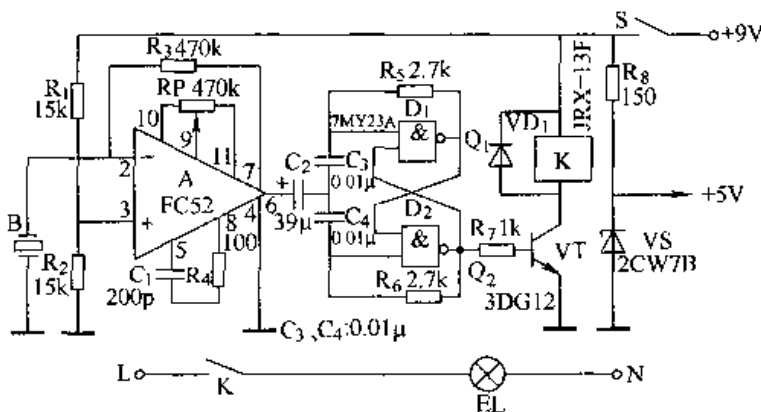 S
+9V
R3 470k
R1
15k
RP 470k
10
9
11
7
2
A
FC52
3
6
4
8
5
100
B
R2
15k
C1
200p
R4
+
C2
39μ
R5 2.7k
7MY23A
D1
&
C3
0.01μ
C4
0.01μ
D2
&
R6 2.7k
Q1
VD1
JRX-13F
K
R8
150
+5V
R7 1k
Q2
VT
3DG12
VS
2CW7B
C3、C4:0.01μ
L
K
EL
N